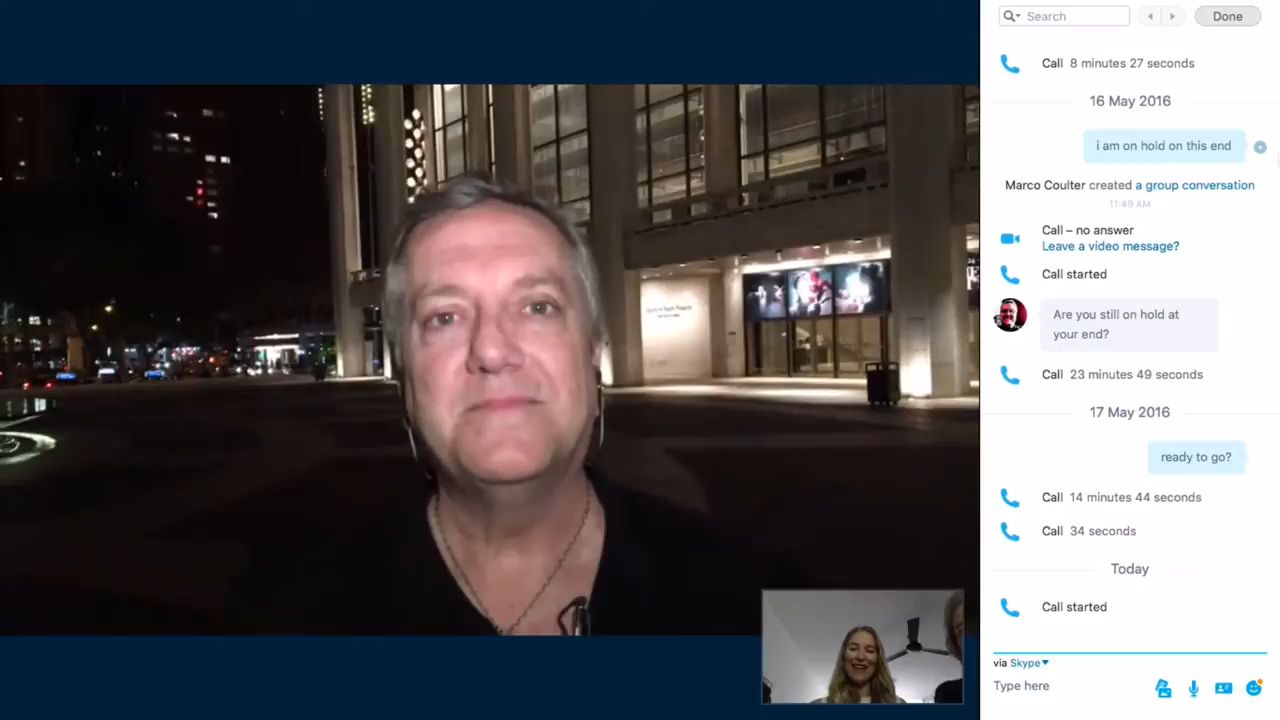 Search
Done
Call 8 minutes 27 seconds
16 May 2016
i am on hold on this end
Marco Coulter created a group conversation
11:49 AM
Call – no answer
Leave a video message?
Call started
Are you still on hold at
your end?
Call 23 minutes 49 seconds
17 May 2016
ready to go?
Call 14 minutes 44 seconds
Call 34 seconds
Today
Call started
via Skype
Type here